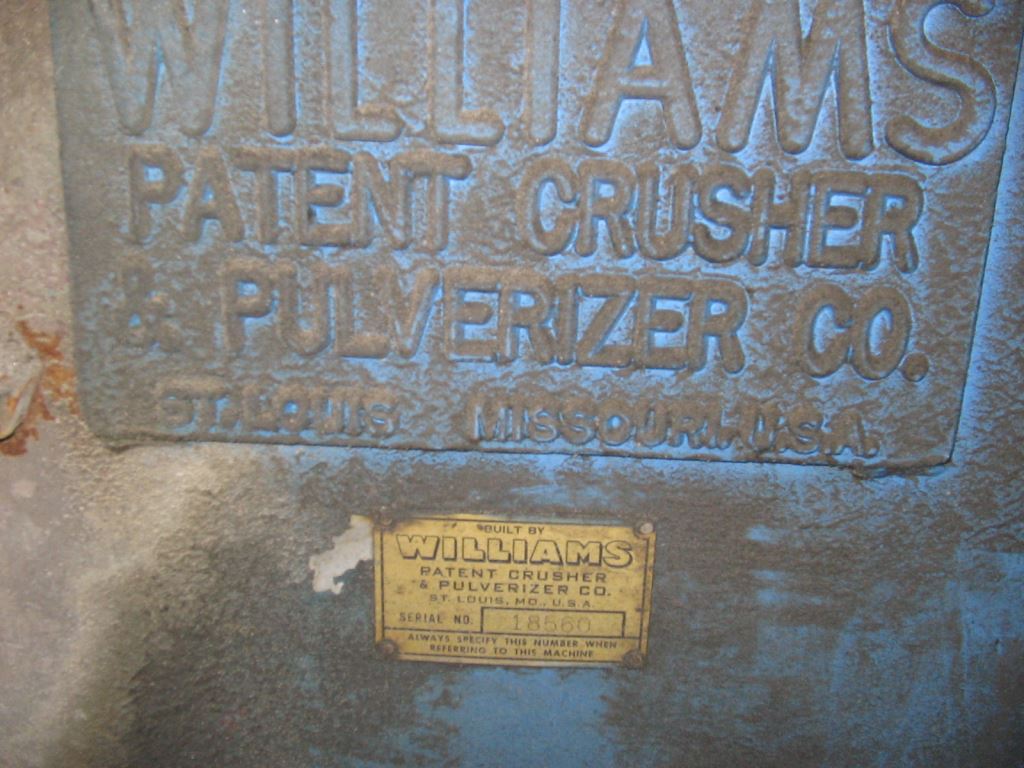 WILLIAMS
PATENT CRUSHER
& PULVERIZER CO.
ST. LOUIS MISSOURI, U.S.A.
BUILT BY
WILLIAMS
PATENT CRUSHER
& PULVERIZER CO.
ST. LOUIS, MO., U.S.A.
SERIAL NO. 18560
ALWAYS SPECIFY THIS NUMBER WHEN
REFERRING TO THIS MACHINE